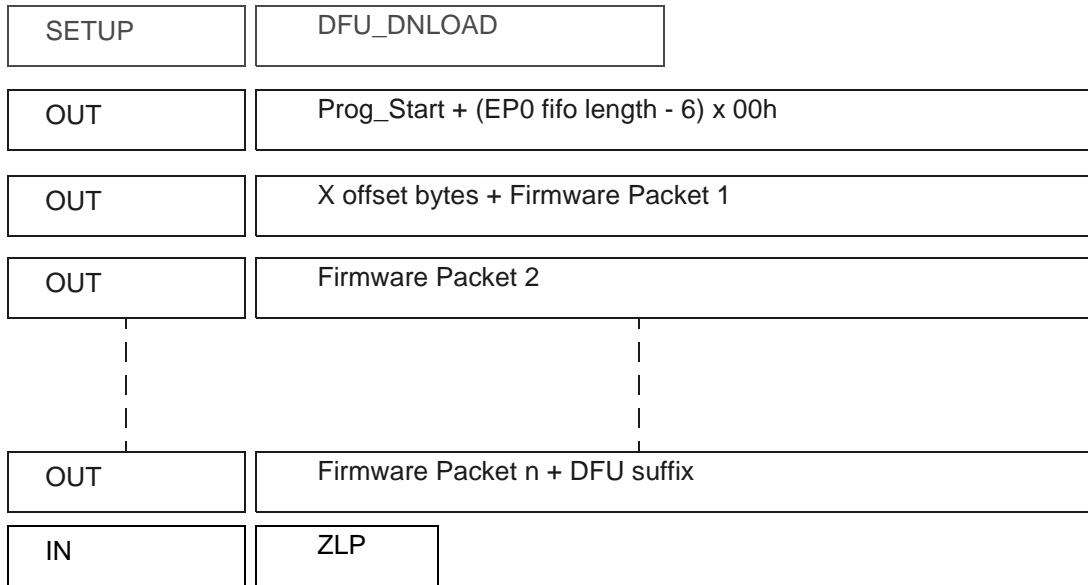 SETUP DFU_DNLOAD
OUT Prog_Start + (EP0 fifo length - 6) x 00h
OUT X offset bytes + Firmware Packet 1
OUT Firmware Packet 2
OUT Firmware Packet n + DFU suffix
IN ZLP